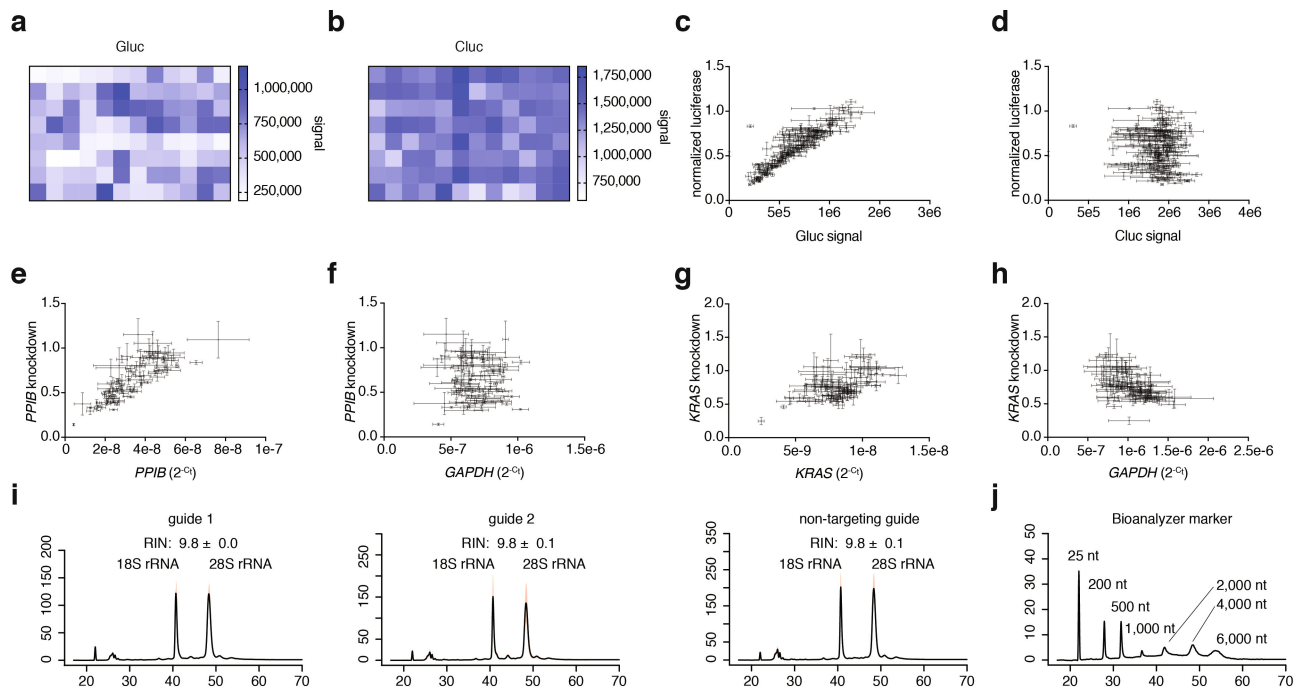 a
Gluc
1,000,000
750,000
500,000
250,000
signal
b
Cluc
1,750,000
1,500,000
1,250,000
1,000,000
750,000
signal
c
normalized luciferase
1.5
1.0
0.5
0.0
0 5e5 1e6 2e6 3e6
Gluc signal
d
normalized luciferase
1.5
1.0
0.5
0.0
0 5e5 1e6 2e6 3e6 4e6
Cluc signal
e
PPIB knockdown
1.5
1.0
0.5
0.0
0 2e-8 4e-8 6e-8 8e-8 1e-7
PPIB (2-Ct)
f
PPIB knockdown
1.5
1.0
0.5
0.0
0.0 5e-7 1e-6 1.5e-6
GAPDH (2-Ct)
g
KRAS knockdown
2.0
1.5
1.0
0.5
0.0
0.0 5e-9 1e-8 1.5e-8
KRAS (2-Ct)
h
KRAS knockdown
2.0
1.5
1.0
0.5
0.0
0.0 5e-7 1e-6 1.5e-6 2e-6 2.5e-6
GAPDH (2-Ct)
i
guide 1
RIN: 9.8 ± 0.0
18S rRNA 28S rRNA
200
150
100
50
0
20 30 40 50 60 70
guide 2
RIN: 9.8 ± 0.1
18S rRNA 28S rRNA
250
150
50
0
20 30 40 50 60 70
non-targeting guide
RIN: 9.8 ± 0.1
18S rRNA 28S rRNA
350
250
150
50
0
20 30 40 50 60 70
j
Bioanalyzer marker
50
40
30
20
10
0
25 nt
200 nt
500 nt
1,000 nt
2,000 nt
4,000 nt
6,000 nt
20 30 40 50 60 70